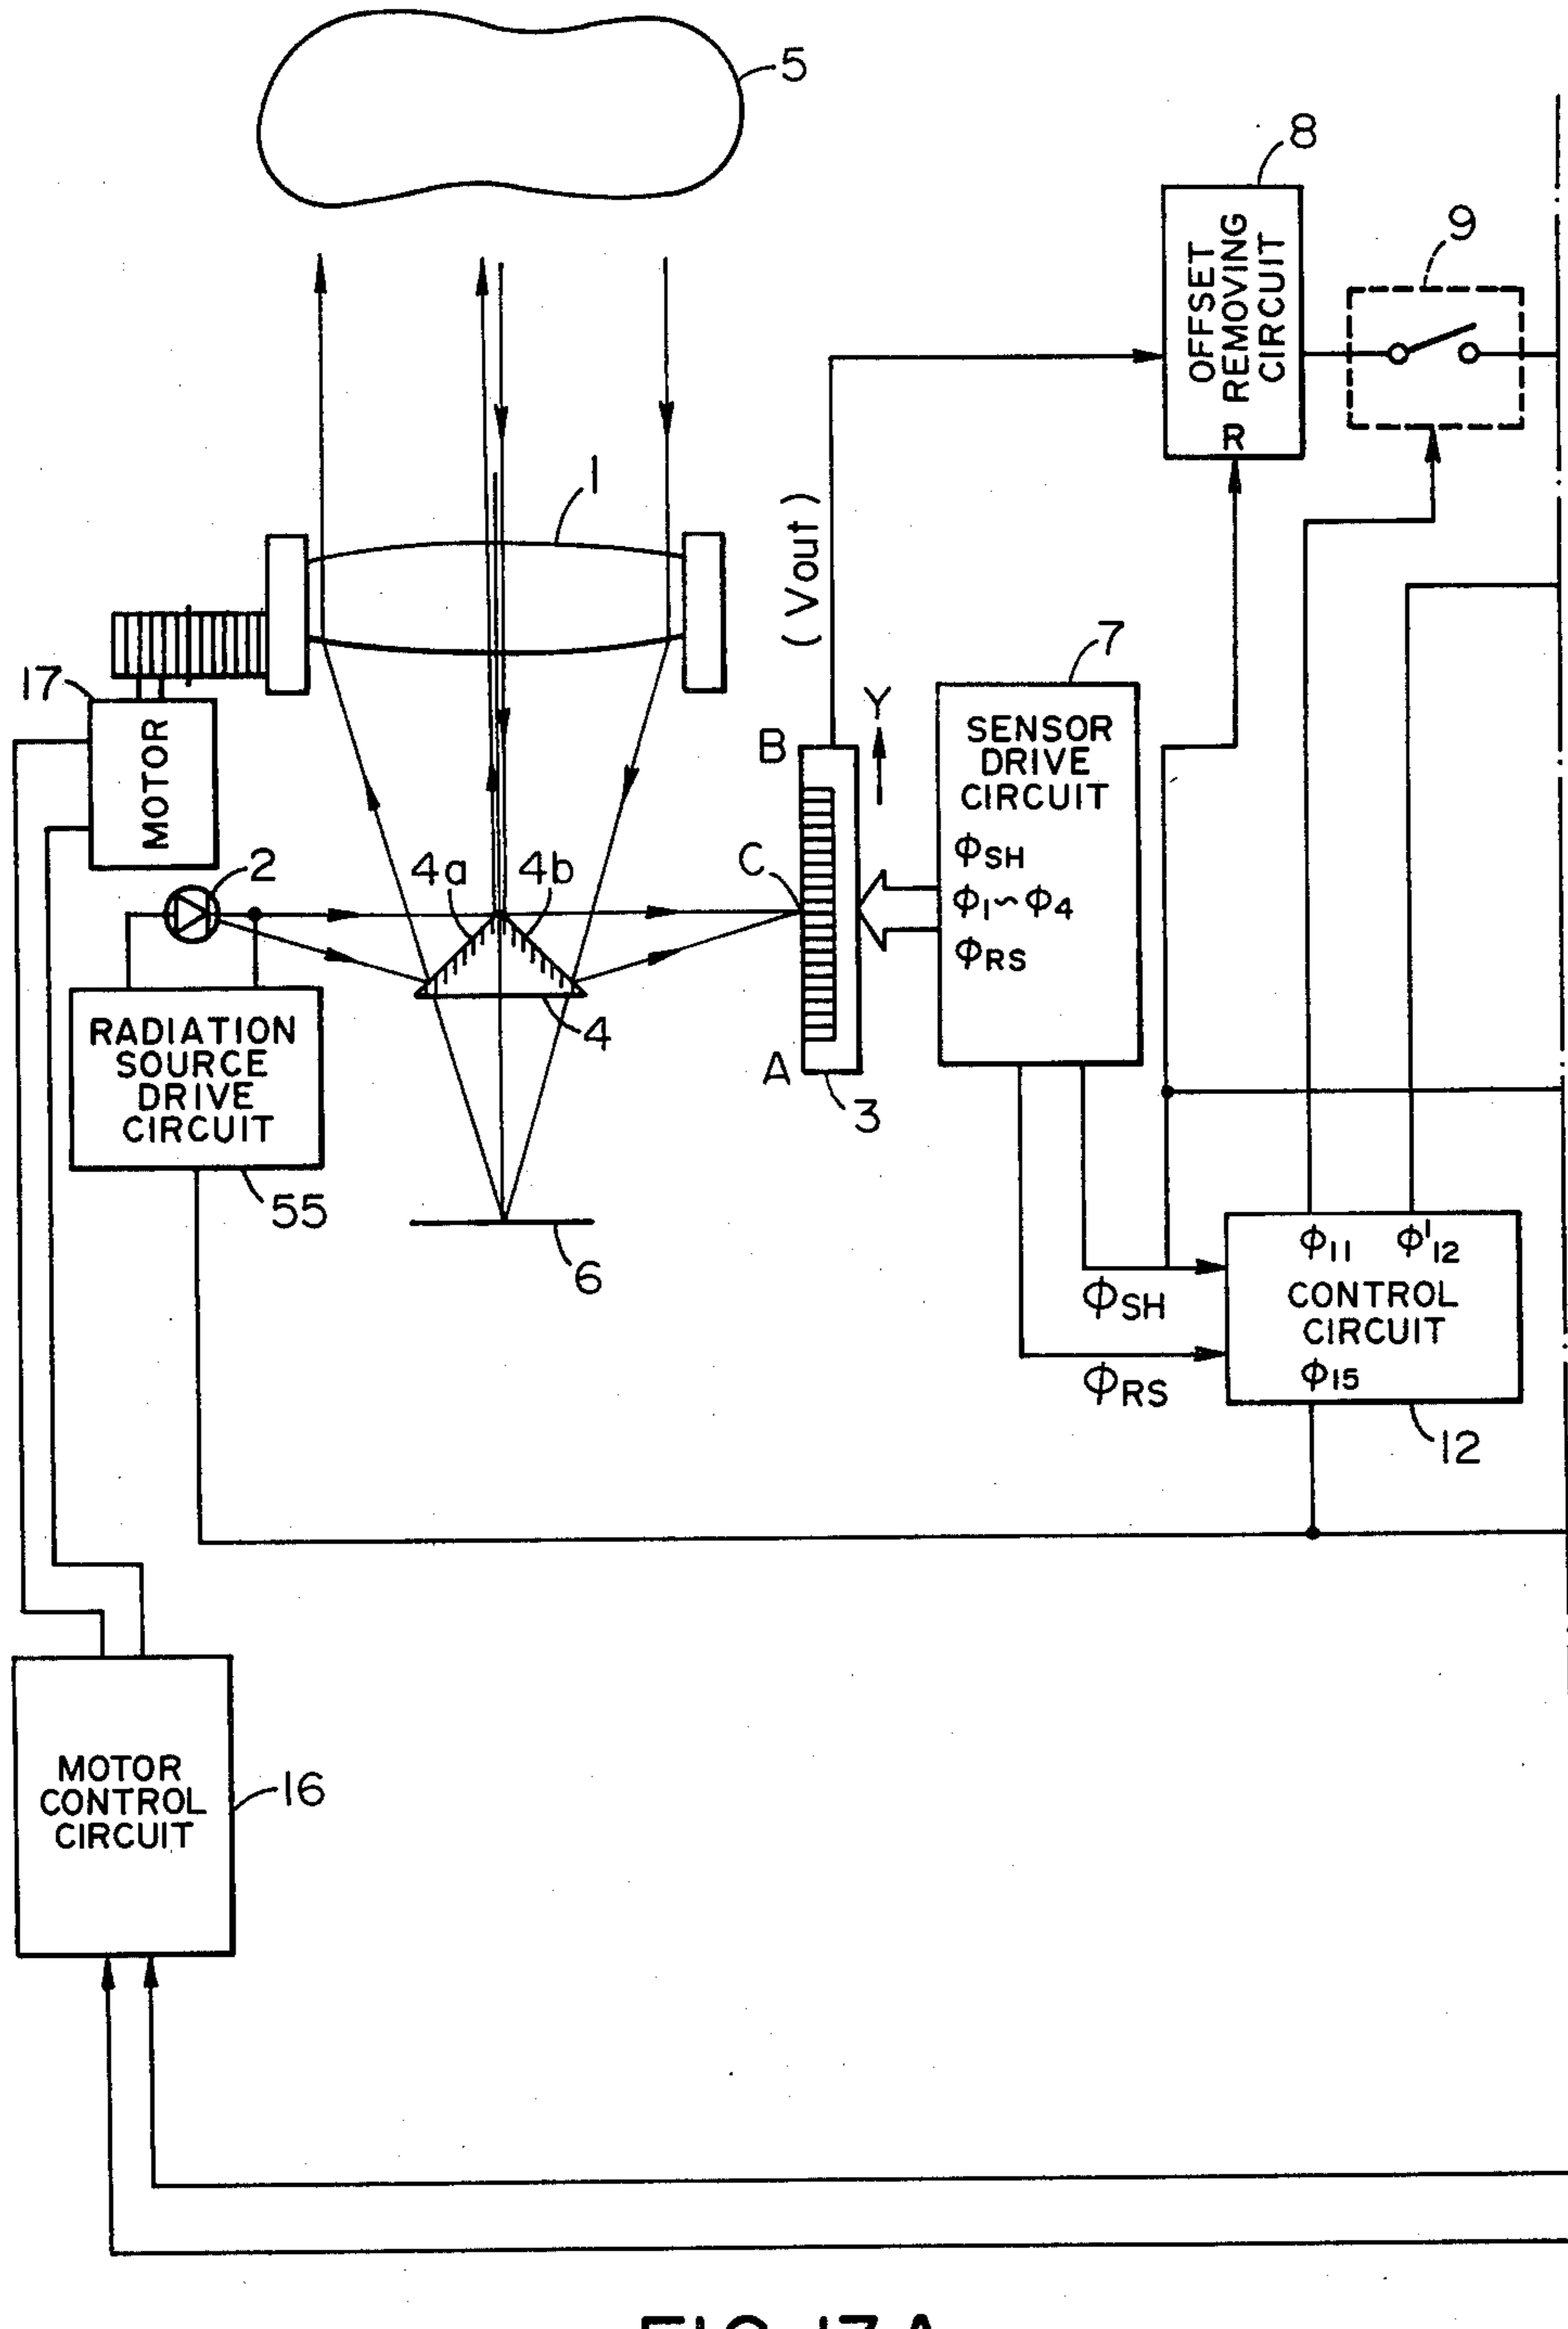 5
8
OFFSET
REMOVING
CIRCUIT
R
9
1
(Vout)
17
MOTOR
7
SENSOR
DRIVE
CIRCUIT
ϕSH
ϕ1~ϕ4
ϕRS
Y
B
C
A
3
2
4a
4b
4
RADIATION
SOURCE
DRIVE
CIRCUIT
55
6
ϕSH
ϕRS
ϕ11 ϕ'12
CONTROL
CIRCUIT
ϕ15
12
MOTOR
CONTROL
CIRCUIT
16
FIG. 17A